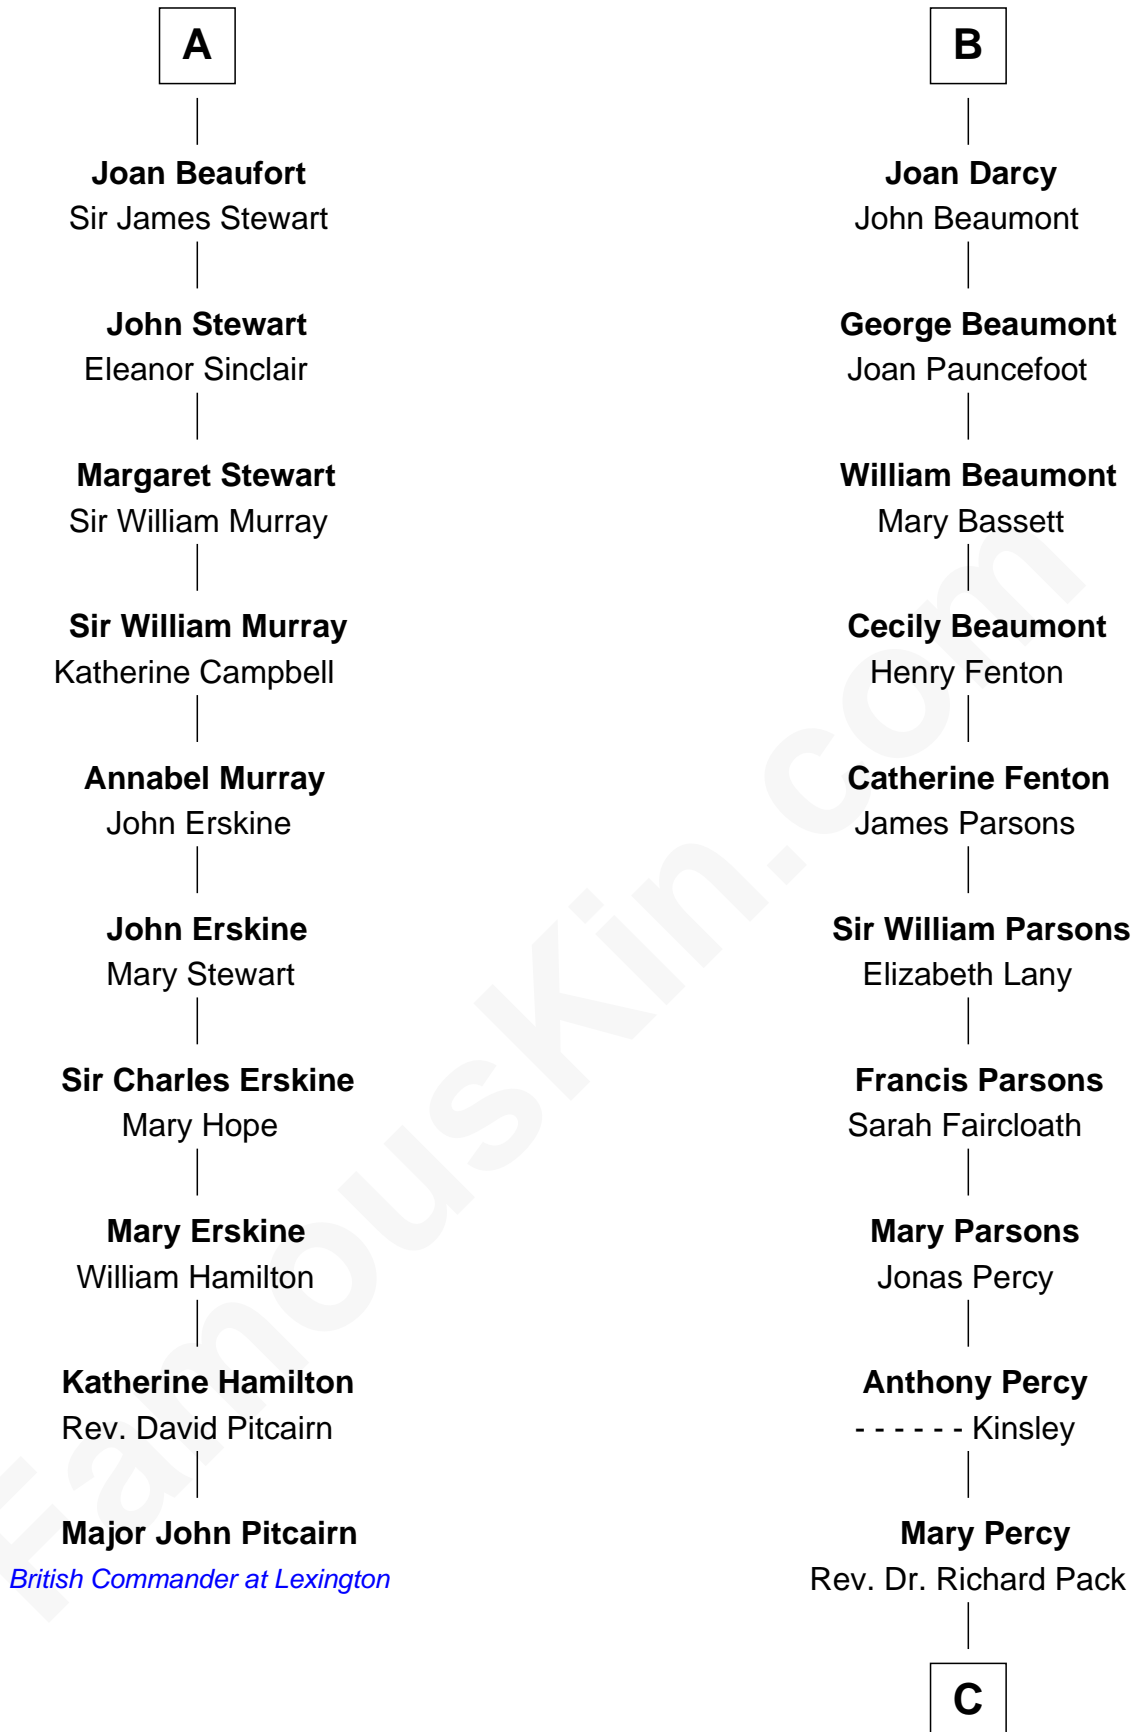 A
Joan Beaufort
Sir James Stewart
John Stewart
Eleanor Sinclair
Margaret Stewart
Sir William Murray
Sir William Murray
Katherine Campbell
Annabel Murray
John Erskine
John Erskine
Mary Stewart
Sir Charles Erskine
Mary Hope
Mary Erskine
William Hamilton
Katherine Hamilton
Rev. David Pitcairn
Major John Pitcairn
British Commander at Lexington
B
Joan Darcy
John Beaumont
George Beaumont
Joan Pauncefoot
William Beaumont
Mary Bassett
Cecily Beaumont
Henry Fenton
Catherine Fenton
James Parsons
Sir William Parsons
Elizabeth Lany
Francis Parsons
Sarah Faircloath
Mary Parsons
Jonas Percy
Anthony Percy
- - - - - - Kinsley
Mary Percy
Rev. Dr. Richard Pack
C
FamousKin.com